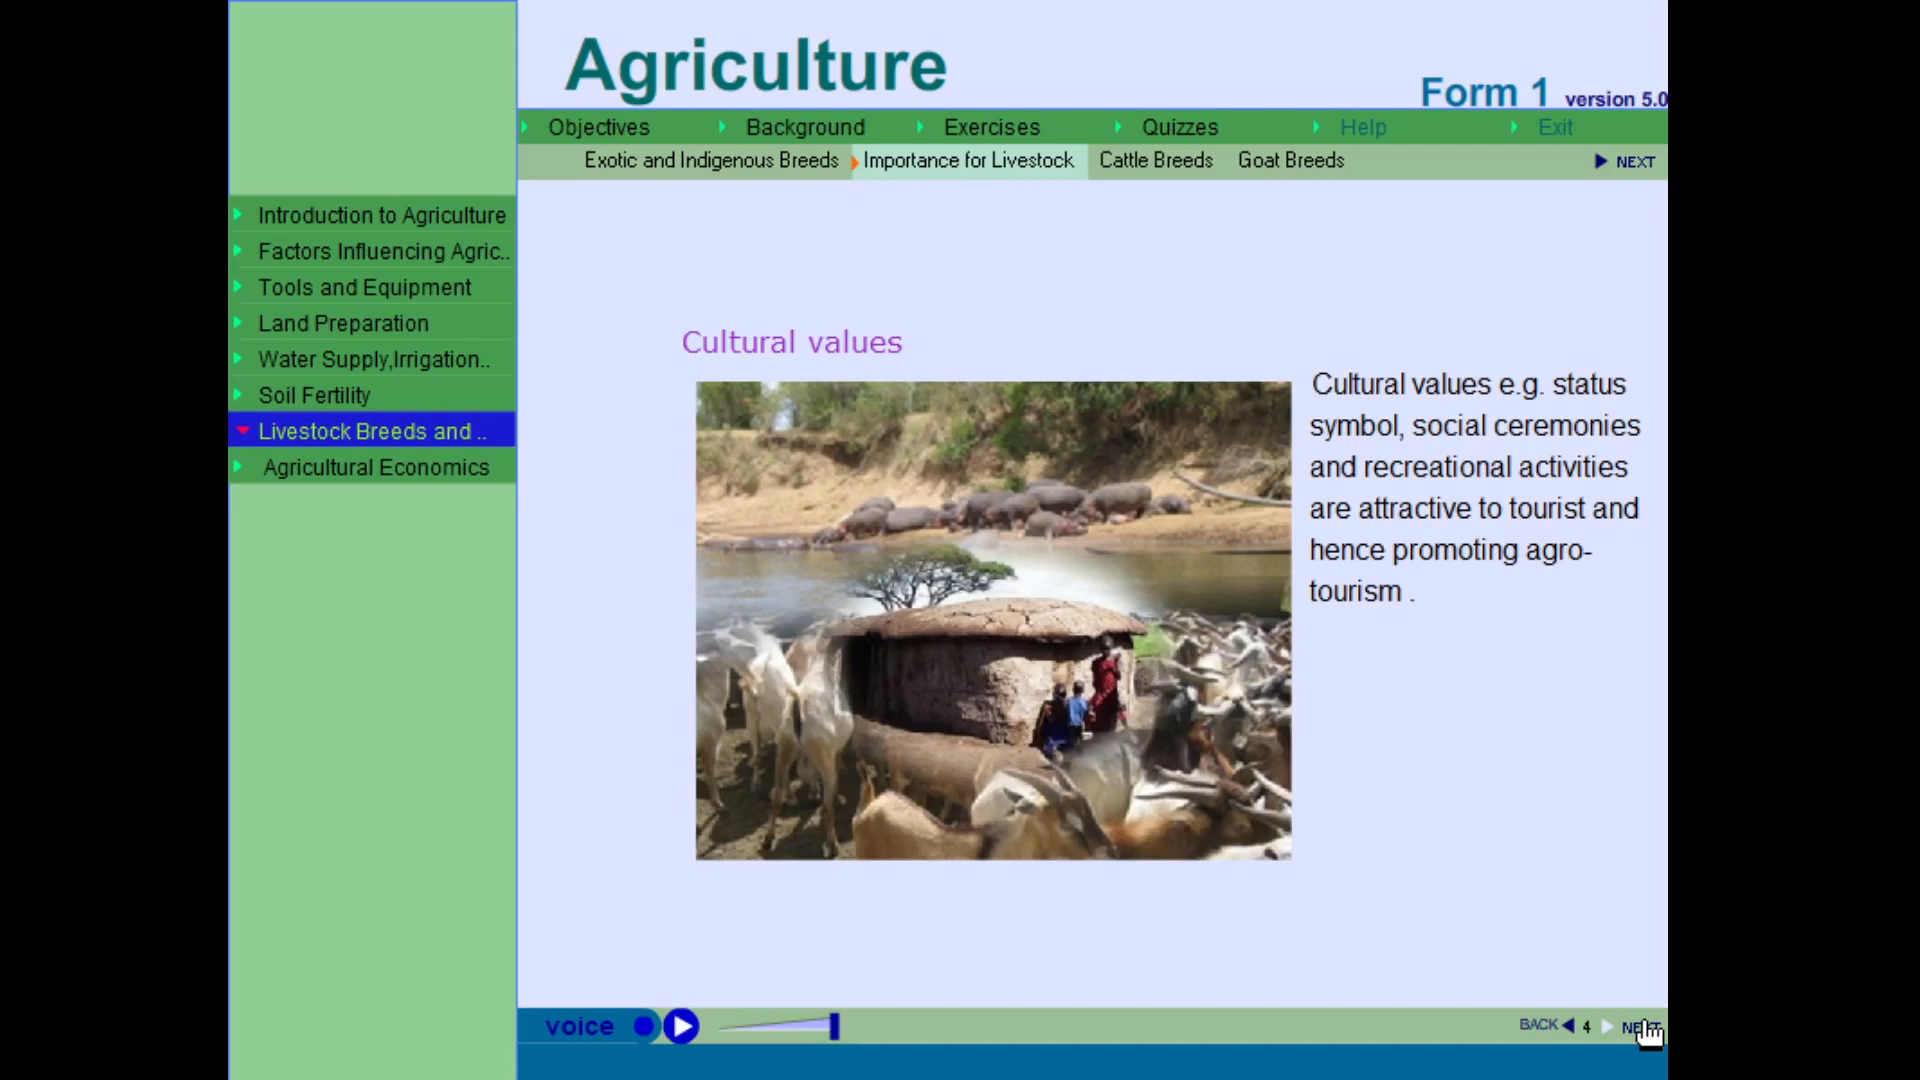 Agriculture
Form 1 version 5.0
Objectives Background Exercises Quizzes Help Exit
Exotic and Indigenous Breeds Importance for Livestock Cattle Breeds Goat Breeds NEXT
Introduction to Agriculture
Factors Influencing Agric..
Tools and Equipment
Land Preparation
Water Supply,Irrigation..
Soil Fertility
Livestock Breeds and ..
Agricultural Economics
Cultural values
Cultural values e.g. status
symbol, social ceremonies
and recreational activities
are attractive to tourist and
hence promoting agro-
tourism .
voice
BACK 4 NEXT